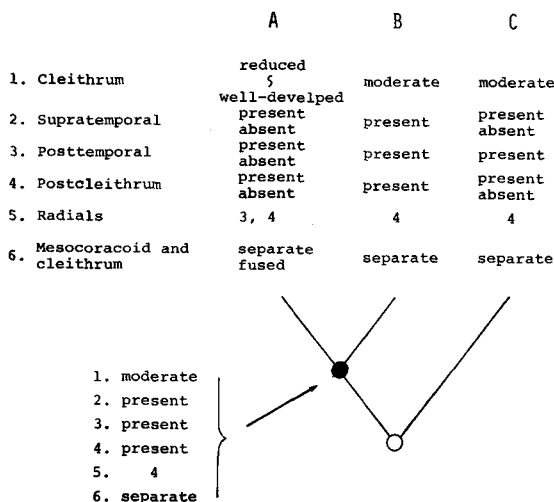 A B C
reduced
1. Cleithrum ς moderate moderate
well-develped
2. Supratemporal present absent present present absent
3. Posttemporal present absent present present
4. Postcleithrum present absent present present absent
5. Radials 3, 4 4 4
6. Mesocoracoid and cleithrum separate fused separate separate
1. moderate
2. present
3. present
4. present
5. 4
6. separate